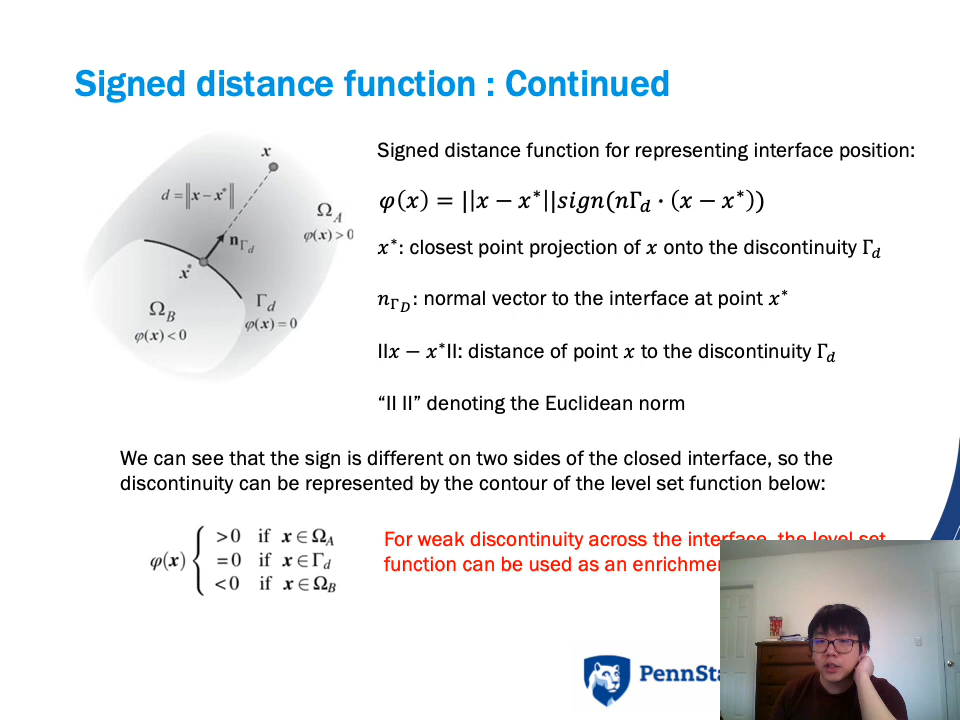 Signed distance function : Continued
x
d = ||x − x*||
Ω_A
φ(x) > 0
n_Γ_d
x*
Ω_B
φ(x) < 0
Γ_d
φ(x) = 0
Signed distance function for representing interface position:
φ(x) = ||x − x*||sign(nΓ_d · (x − x*))
x*: closest point projection of x onto the discontinuity Γ_d
n_Γ_D: normal vector to the interface at point x*
IIx − x*II: distance of point x to the discontinuity Γ_d
“II II” denoting the Euclidean norm
We can see that the sign is different on two sides of the closed interface, so the
discontinuity can be represented by the contour of the level set function below:
φ(x) { >0 if x ∈ Ω_A
=0 if x ∈ Γ_d
<0 if x ∈ Ω_B
For weak discontinuity across the interface, the level set
function can be used as an